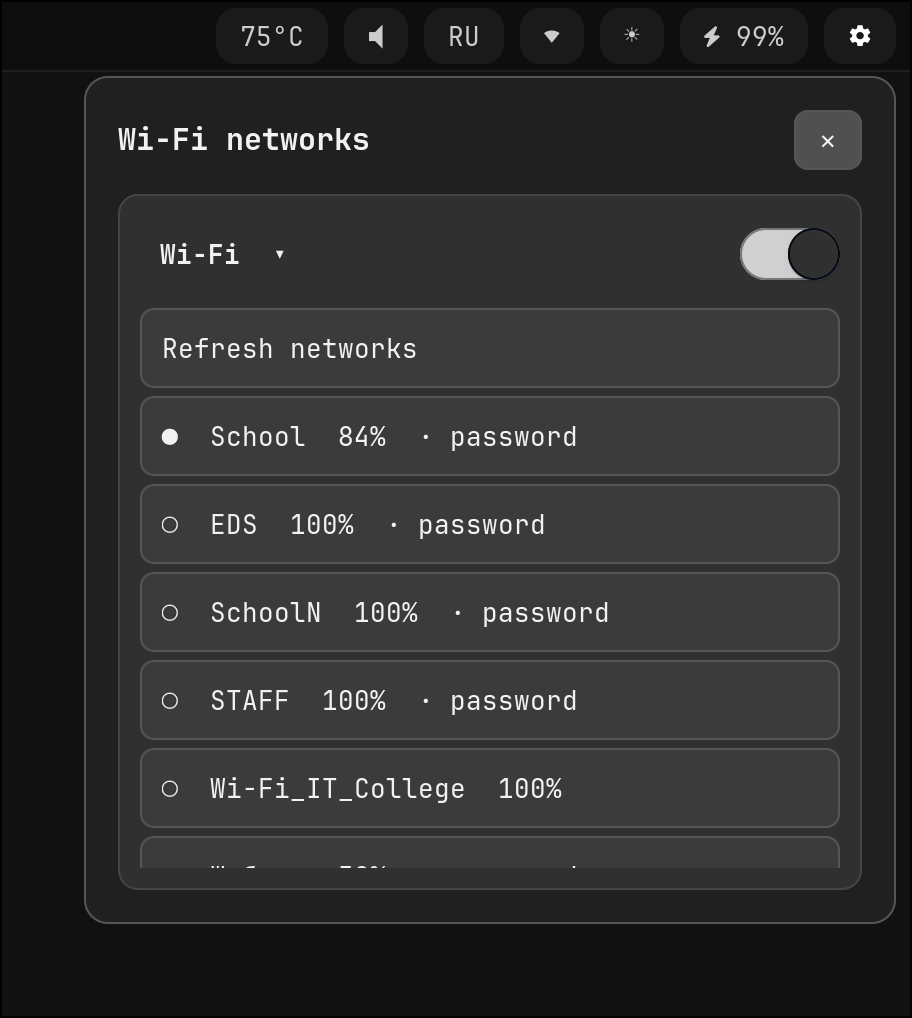 75°C RU 99%
Wi-Fi networks
Wi-Fi
Refresh networks
School 84% · password
EDS 100% · password
SchoolN 100% · password
STAFF 100% · password
Wi-Fi_IT_College 100%